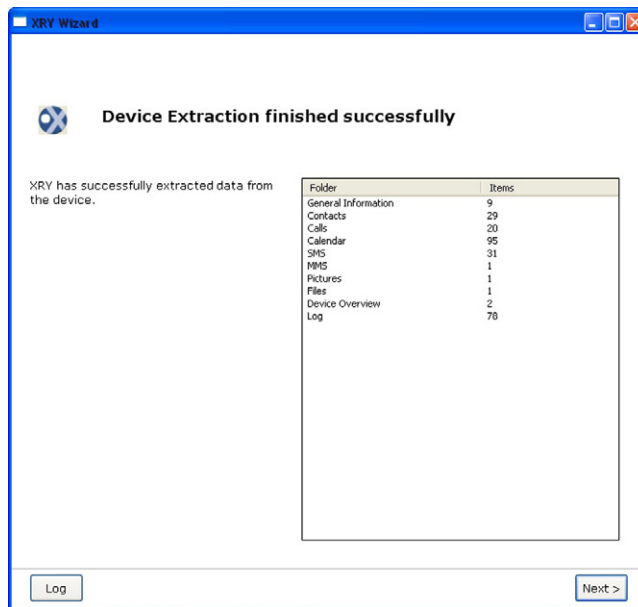 XRY Wizard
Device Extraction finished successfully
XRY has successfully extracted data from
the device.
Folder Items
General Information 9
Contacts 29
Calls 20
Calendar 95
SMS 31
MMS 1
Pictures 1
Files 1
Device Overview 2
Log 78
Log
Next >